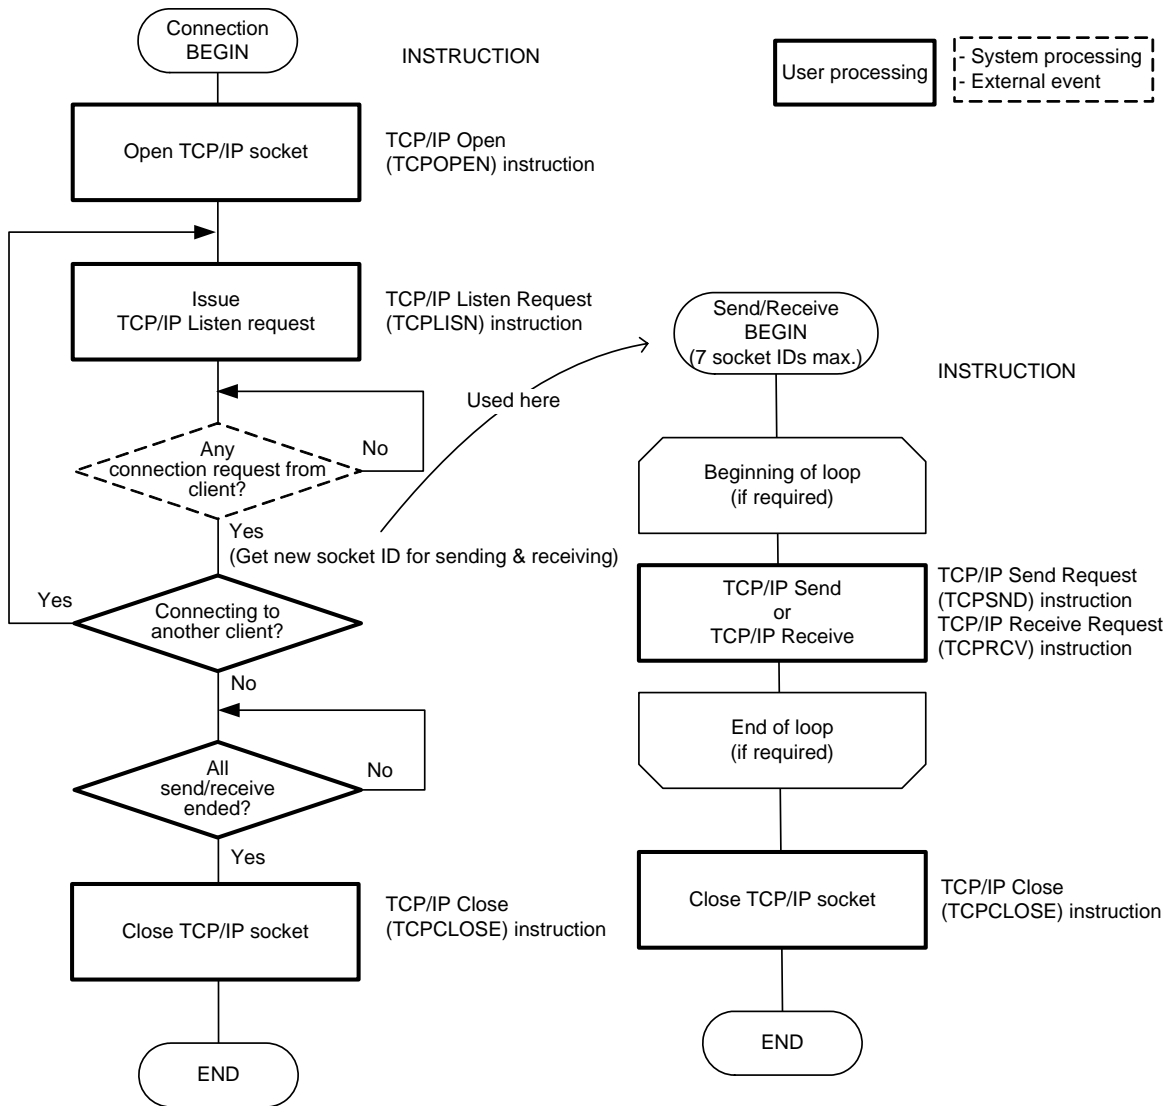 Connection
BEGIN
INSTRUCTION
User processing
- System processing
- External event
Open TCP/IP socket
TCP/IP Open
(TCPOPEN) instruction
Issue
TCP/IP Listen request
TCP/IP Listen Request
(TCPLISN) instruction
Any
connection request from
client?
No
Yes
(Get new socket ID for sending & receiving)
Used here
Connecting to
another client?
Yes
No
All
send/receive
ended?
No
Yes
Close TCP/IP socket
TCP/IP Close
(TCPCLOSE) instruction
END
Send/Receive
BEGIN
(7 socket IDs max.)
INSTRUCTION
Beginning of loop
(if required)
TCP/IP Send
or
TCP/IP Receive
TCP/IP Send Request
(TCPSND) instruction
TCP/IP Receive Request
(TCPRCV) instruction
End of loop
(if required)
Close TCP/IP socket
TCP/IP Close
(TCPCLOSE) instruction
END